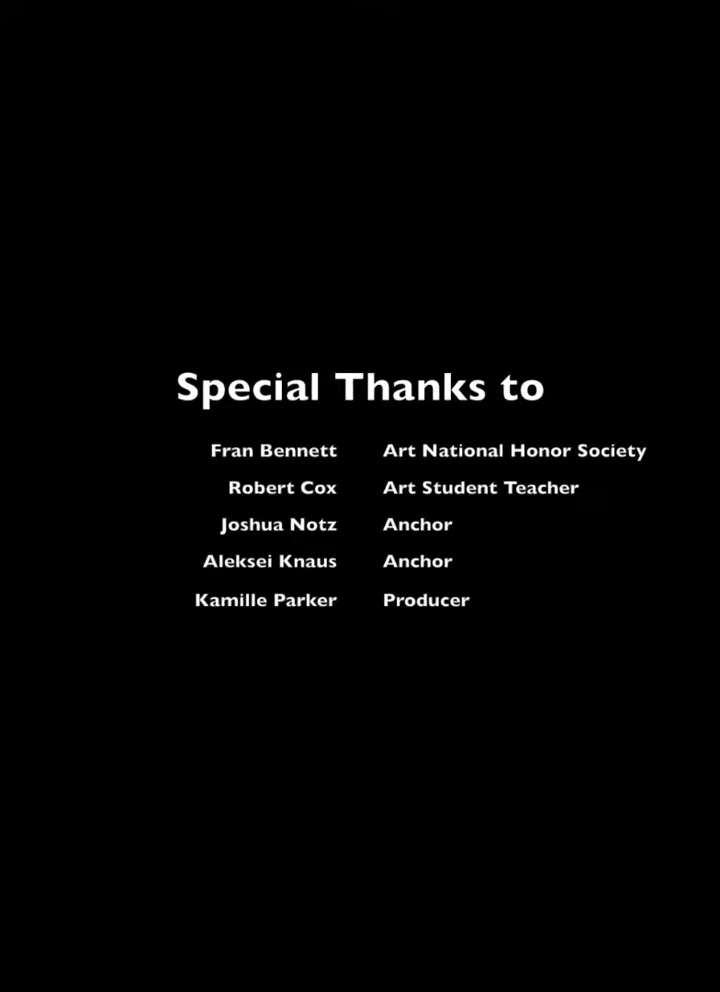 Special Thanks to
Fran Bennett Art National Honor Society
Robert Cox Art Student Teacher
Joshua Notz Anchor
Aleksei Knaus Anchor
Kamille Parker Producer